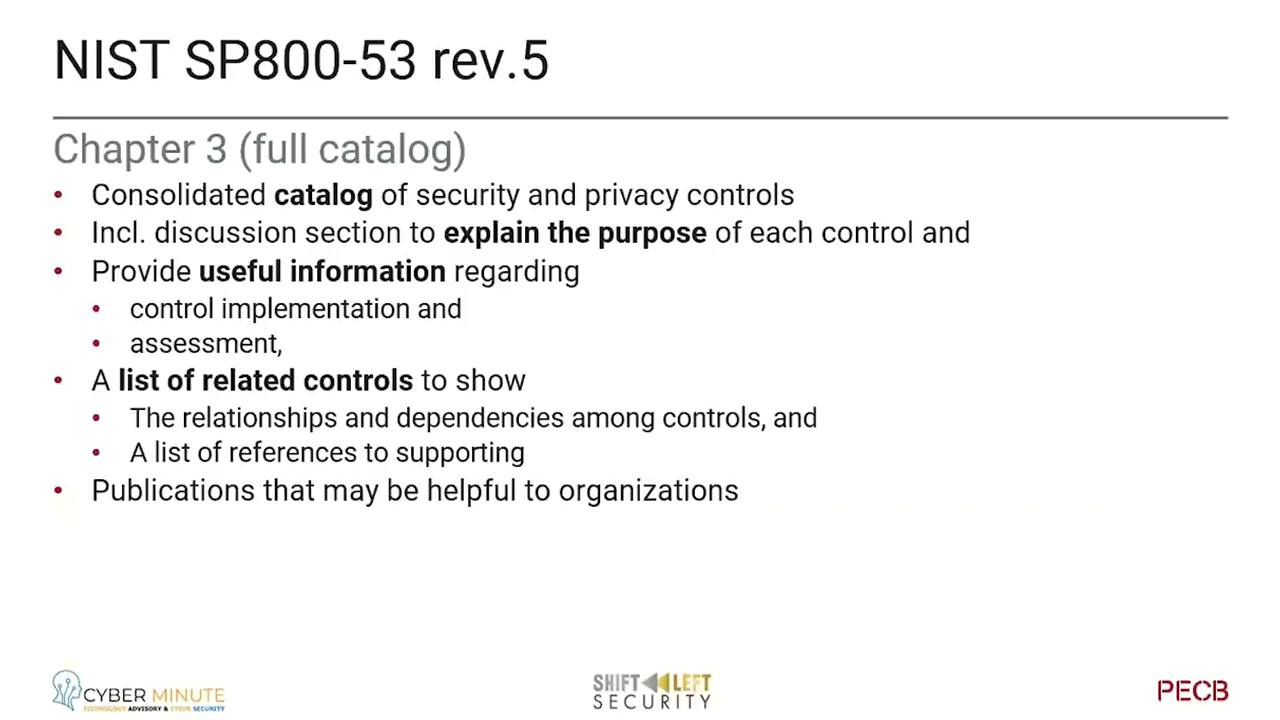 NIST SP800-53 rev.5
Chapter 3 (full catalog)
• Consolidated catalog of security and privacy controls
• Incl. discussion section to explain the purpose of each control and
• Provide useful information regarding
• control implementation and
• assessment,
• A list of related controls to show
• The relationships and dependencies among controls, and
• A list of references to supporting
• Publications that may be helpful to organizations
CYBER MINUTE
TECHNOLOGY ADVISORY & CYBER SECURITY
SHIFT LEFT
SECURITY
PECB